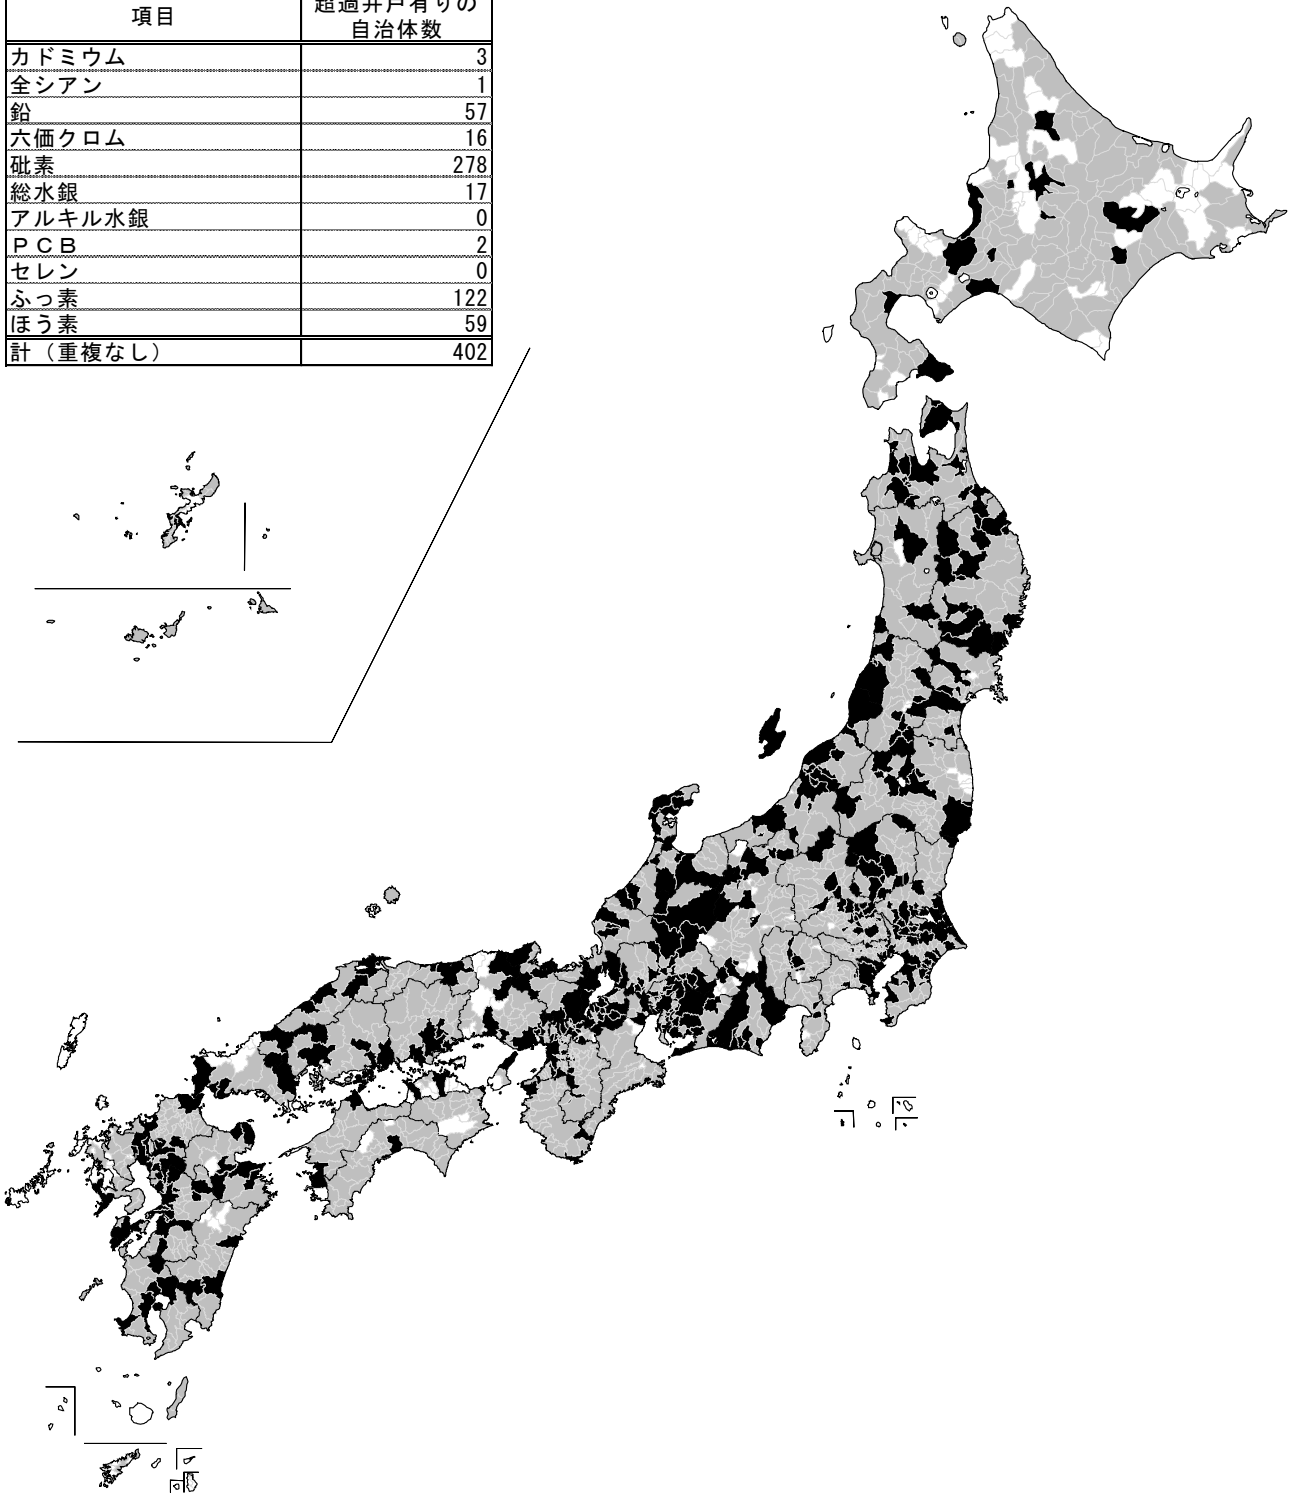 項目 超過井戸有りの
自治体数
カドミウム 3
全シアン 1
鉛 57
六価クロム 16
砒素 278
総水銀 17
アルキル水銀 0
ＰＣＢ 2
セレン 0
ふっ素 122
ほう素 59
計（重複なし） 402